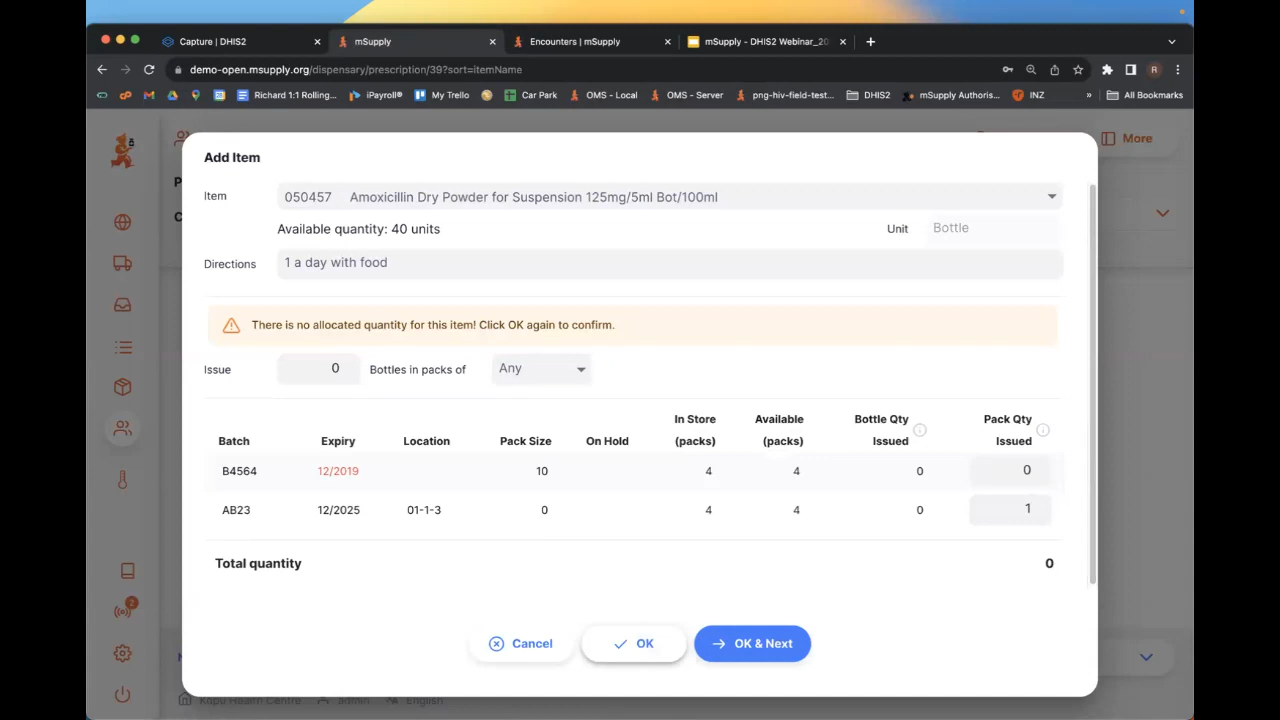 Capture | DHIS2
mSupply
Encounters | mSupply
mSupply - DHIS2 Webinar_20
demo-open.msupply.org/dispensary/prescription/39?sort=itemName
R
Richard 1:1 Rolling...
iPayroll®
My Trello
Car Park
OMS - Local
OMS - Server
png-hiv-field-test...
DHIS2
mSupply Authoris...
INZ
»
All Bookmarks
More
Add Item
Item
050457 Amoxicillin Dry Powder for Suspension 125mg/5ml Bot/100ml
Available quantity: 40 units
Unit
Bottle
Directions
1 a day with food
There is no allocated quantity for this item! Click OK again to confirm.
Issue
0
Bottles in packs of
Any
Batch
Expiry
Location
Pack Size
On Hold
In Store (packs)
Available (packs)
Bottle Qty Issued
Pack Qty Issued
B4564 12/2019 10 4 4 0 0
AB23 12/2025 01-1-3 0 4 4 0 1
Total quantity 0
Cancel
OK
OK & Next
2
Kopu Health Centre
admin
English